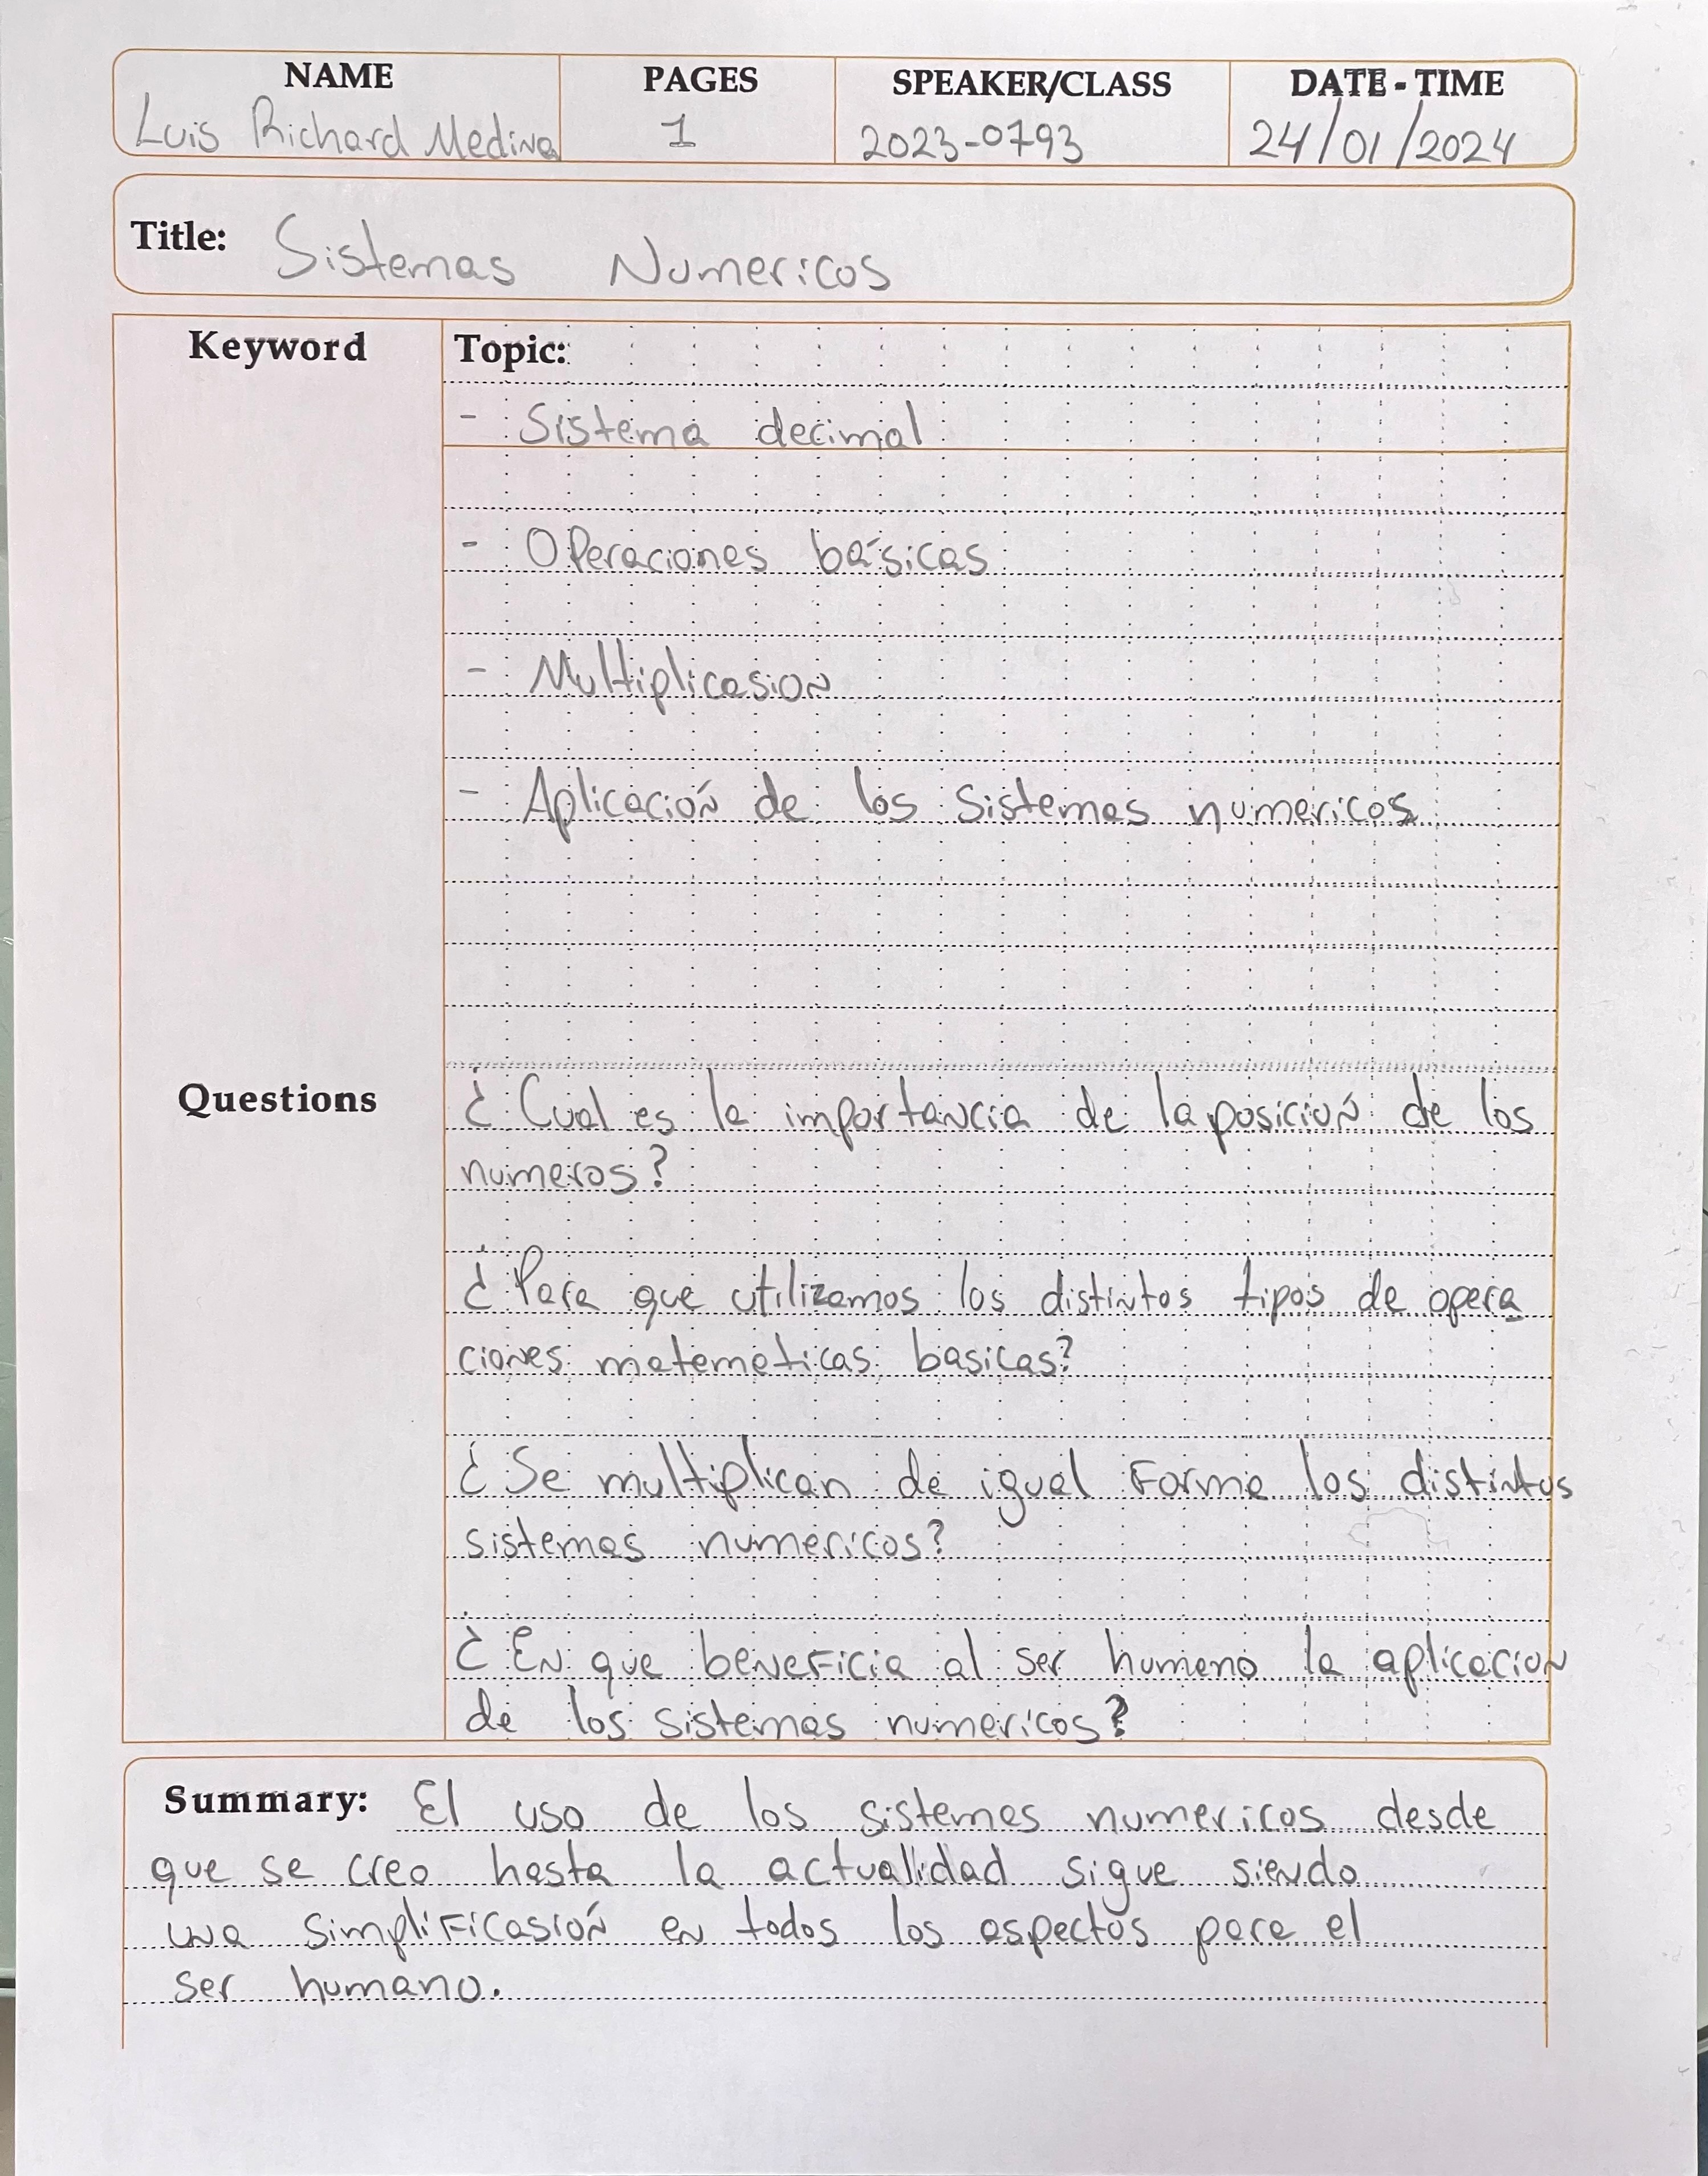 NAME PAGES SPEAKER/CLASS DATE - TIME
Luis Richard Medina 1 2023-0793 24/01/2024
Title: Sistemas Numericos
Keyword Topic:
- Sistema decimal
- Operaciones básicas
- Multiplicasion
- Aplicación de los sistemas numericos
Questions ¿Cual es la importancia de la posición de los
numeros?
¿Para que utilizamos los distintos tipos de opera
ciones matematicas basicas?
¿Se multiplican de igual forma los distintos
sistemas numericos?
¿En que beneficia al ser humano la aplicacion
de los sistemas numericos?
Summary: El uso de los sistemas numericos desde
que se creo hasta la actualidad sigue siendo
una simplificasión en todos los aspectos para el
ser humano.